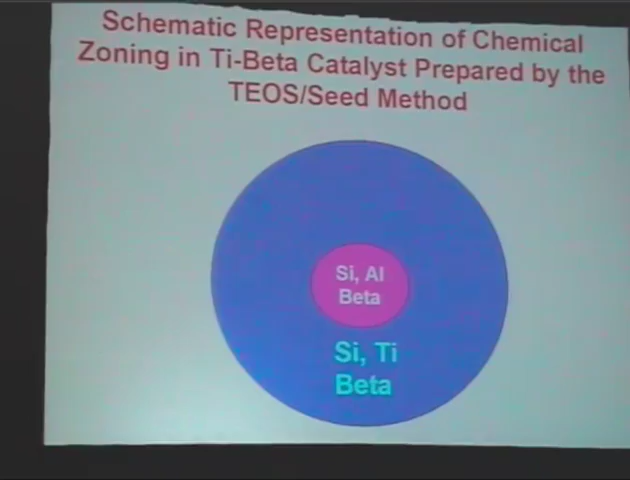 Schematic Representation of Chemical
Zoning in Ti-Beta Catalyst Prepared by the
TEOS/Seed Method
Si, Al
Beta
Si, Ti
Beta